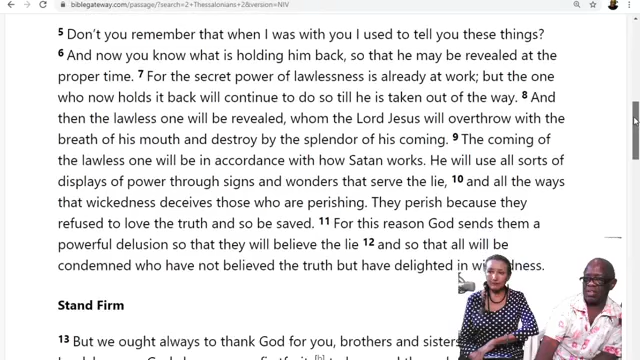 biblegateway.com/passage/?search=2+Thessalonians+2&version=NIV
5 Don't you remember that when I was with you I used to tell you these things?
6 And now you know what is holding him back, so that he may be revealed at the
proper time. 7 For the secret power of lawlessness is already at work; but the one
who now holds it back will continue to do so till he is taken out of the way. 8 And
then the lawless one will be revealed, whom the Lord Jesus will overthrow with the
breath of his mouth and destroy by the splendor of his coming. 9 The coming of
the lawless one will be in accordance with how Satan works. He will use all sorts of
displays of power through signs and wonders that serve the lie, 10 and all the ways
that wickedness deceives those who are perishing. They perish because they
refused to love the truth and so be saved. 11 For this reason God sends them a
powerful delusion so that they will believe the lie 12 and so that all will be
condemned who have not believed the truth but have delighted in
Stand Firm
13 But we ought always to thank God for you, brothers and sisters